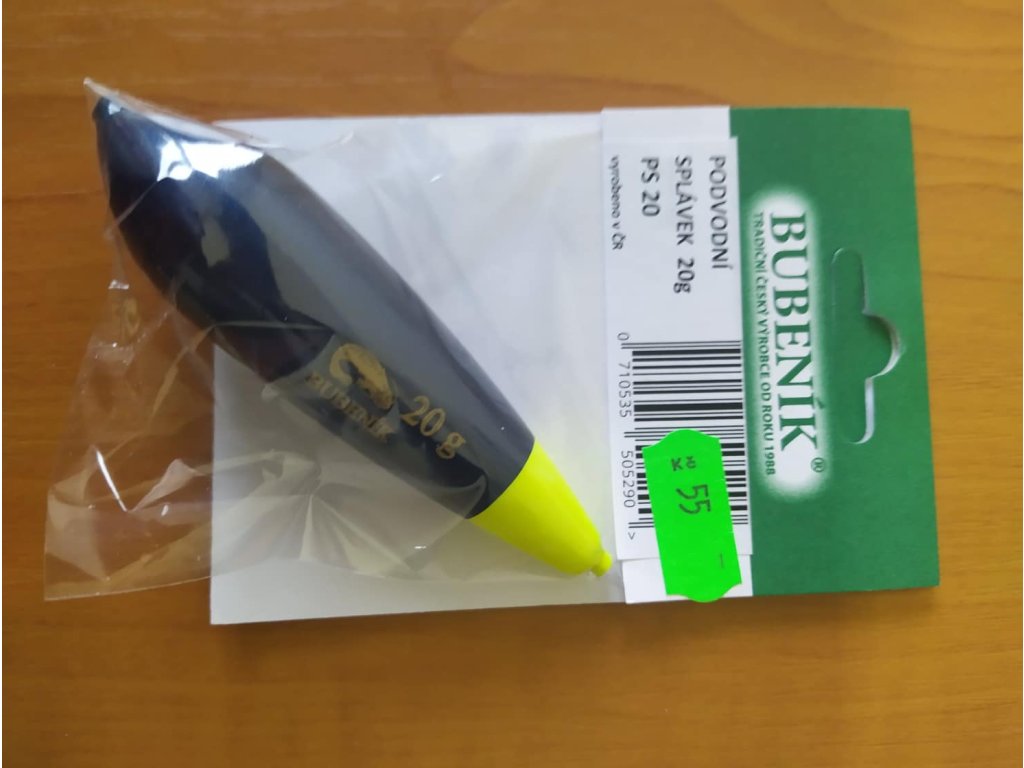 BUBENÍK®
TRADIČNÍ ČESKÝ VÝROBCE OD ROKU 1988
PODVODNÍ
SPLÁVEK 20g
PS 20
vyrobeno v ČR
0 710535 505290 >
Kč 55
20 g
BUBENÍK